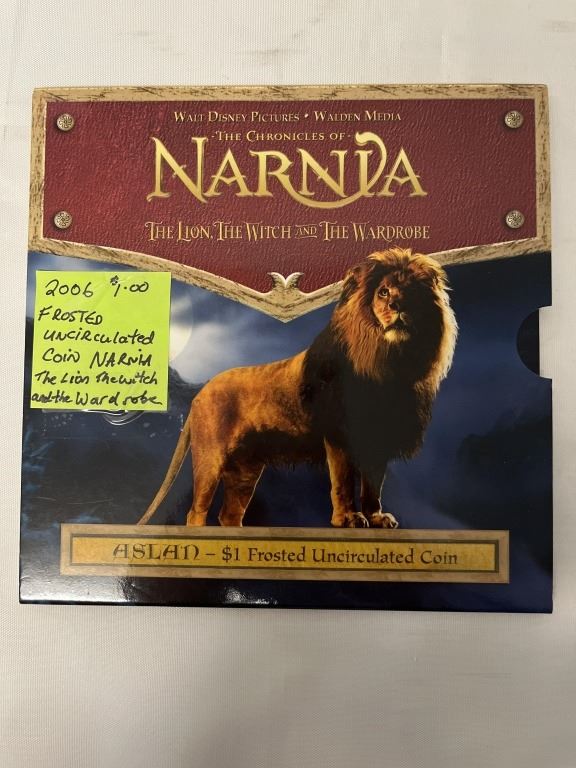 WALT DISNEY PICTURES • WALDEN MEDIA
• THE CHRONICLES OF •
NARNIA
THE LION, THE WITCH AND THE WARDROBE
2006 $1.00
FROSTED
UNCIRCULATED
COIN NARNIA
The Lion The Witch
and the Wardrobe
ASLAN – $1 Frosted Uncirculated Coin